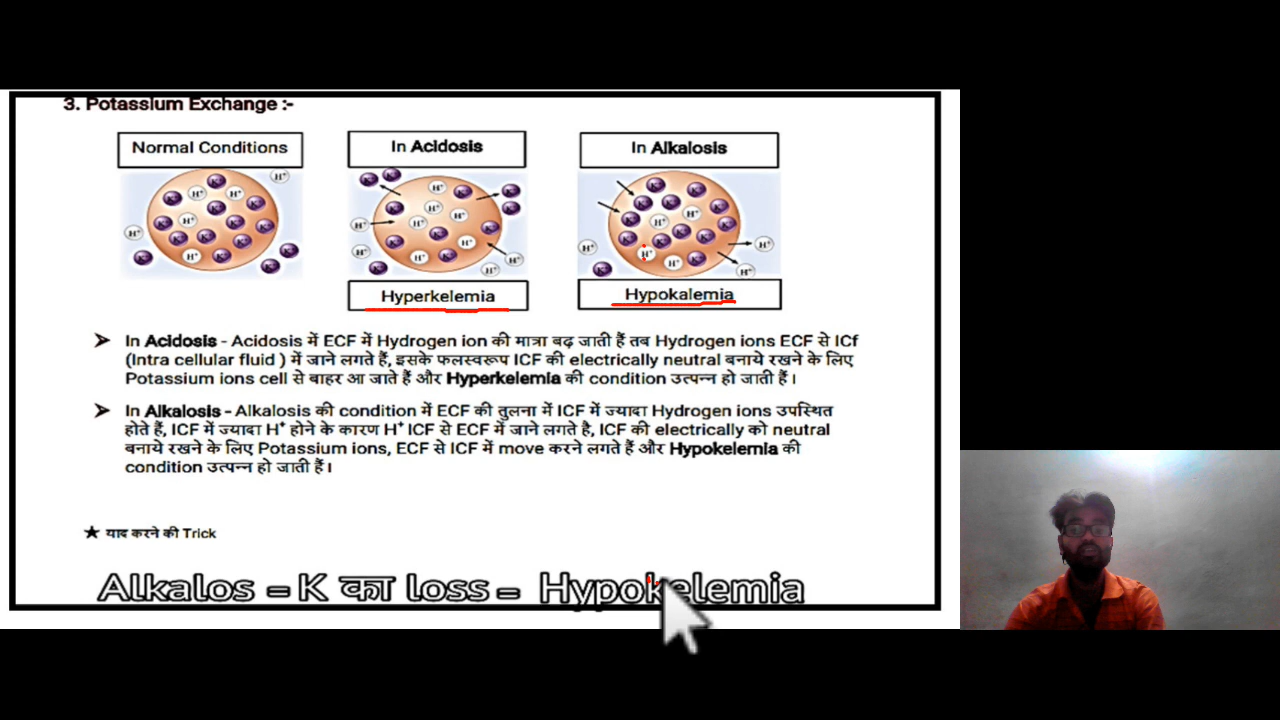 3. Potassium Exchange :-
Normal Conditions
In Acidosis
In Alkalosis
Hyperkelemia
Hypokalemia
➤ In Acidosis - Acidosis में ECF में Hydrogen ion की मात्रा बढ़ जाती हैं तब Hydrogen ions ECF से ICf
(Intra cellular fluid ) में जाने लगते हैं, इसके फलस्वरूप ICF की electrically neutral बनाये रखने के लिए
Potassium ions cell से बाहर आ जाते हैं और Hyperkelemia की condition उत्पन्न हो जाती हैं।
➤ In Alkalosis - Alkalosis की condition में ECF की तुलना में ICF में ज्यादा Hydrogen ions उपस्थित
होते हैं, ICF में ज्यादा H⁺ होने के कारण H⁺ ICF से ECF में जाने लगते है, ICF की electrically को neutral
बनाये रखने के लिए Potassium ions, ECF से ICF में move करने लगते हैं और Hypokelemia की
condition उत्पन्न हो जाती हैं।
★ याद करने की Trick
Alkalos = K का loss = Hypokelemia